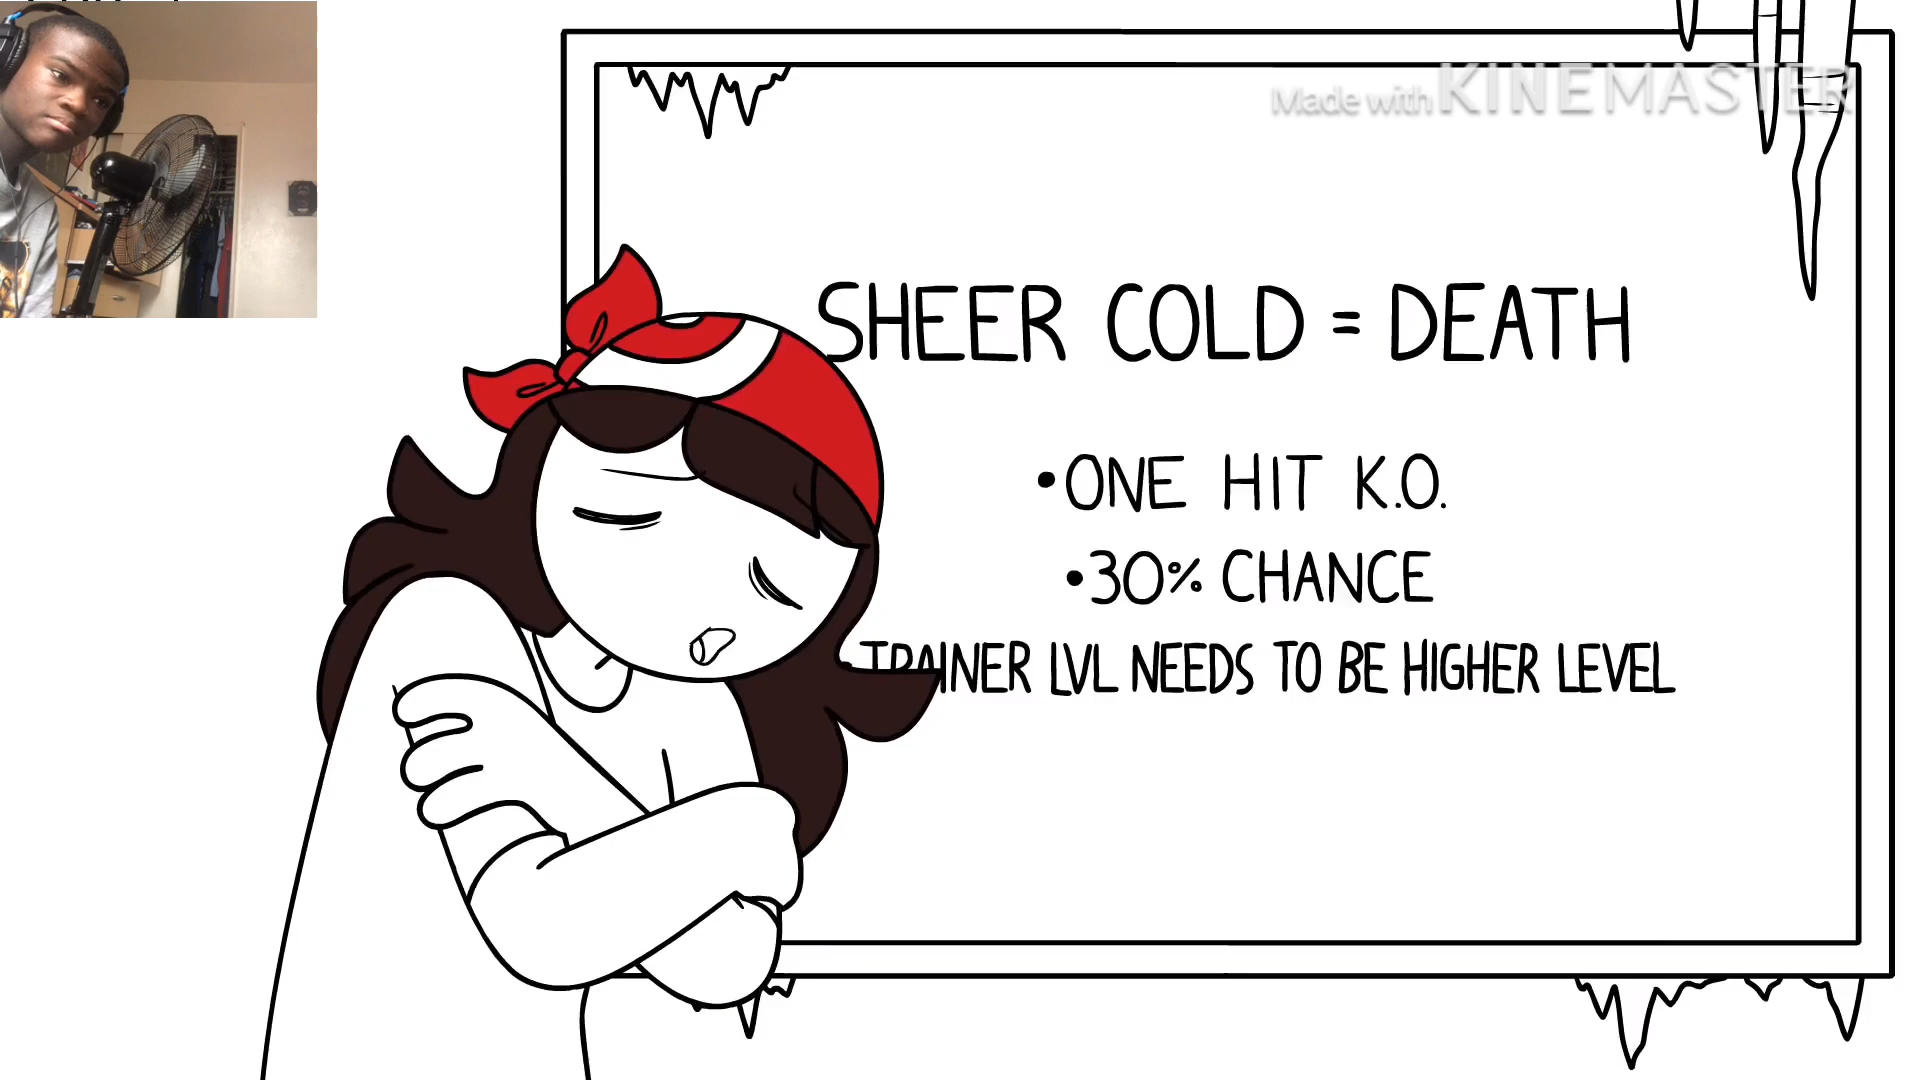 Made with KINEMASTER
SHEER COLD = DEATH
•ONE HIT K.O.
•30% CHANCE
• TRAINER LVL NEEDS TO BE HIGHER LEVEL